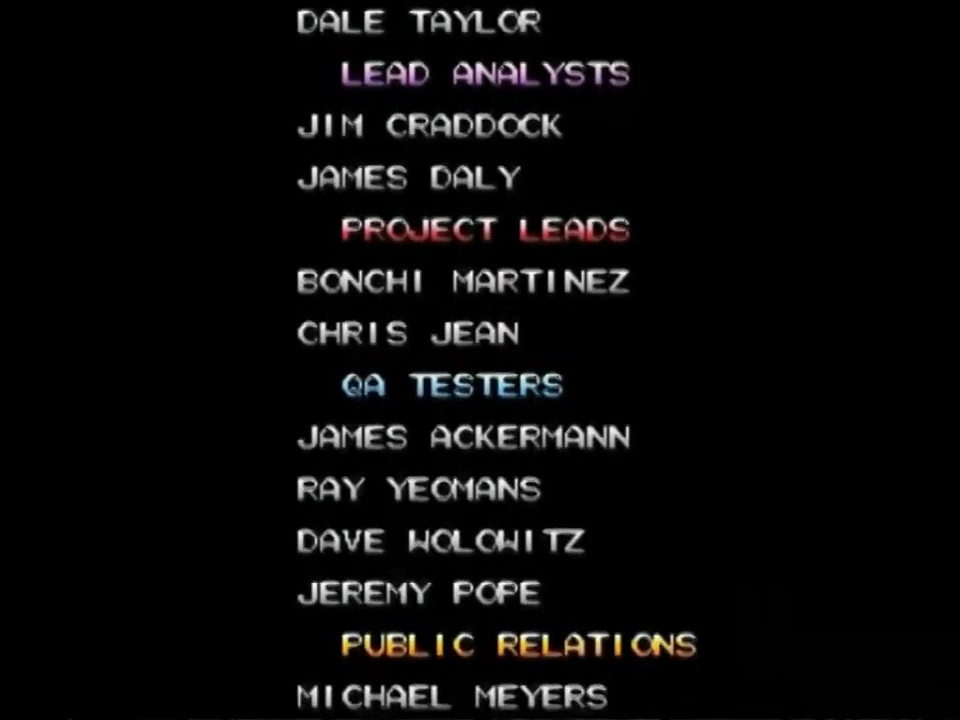 DALE TAYLOR
LEAD ANALYSTS
JIM CRADDOCK
JAMES DALY
PROJECT LEADS
BONCHI MARTINEZ
CHRIS JEAN
QA TESTERS
JAMES ACKERMANN
RAY YEOMANS
DAVE WOLOWITZ
JEREMY POPE
PUBLIC RELATIONS
MICHAEL MEYERS